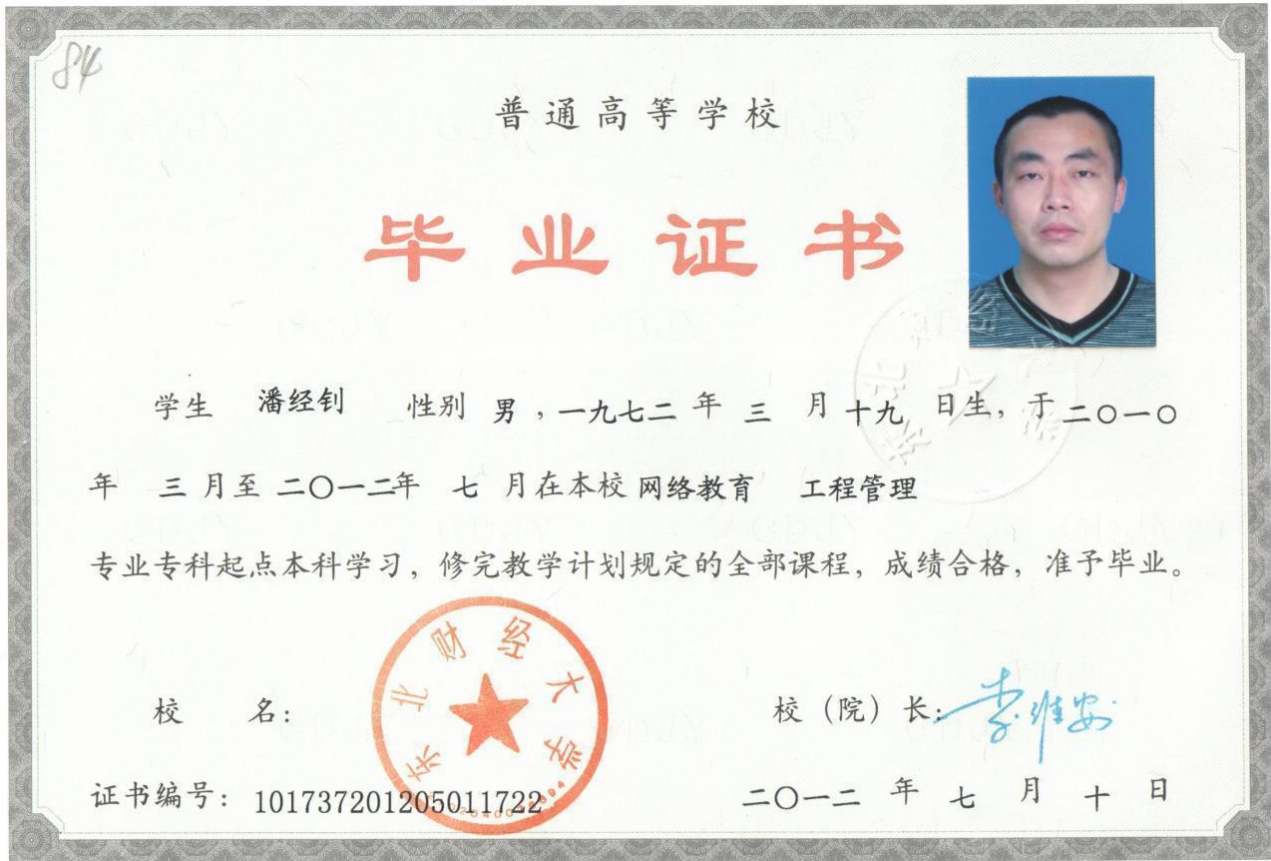 84
普通高等学校
毕业证书
学生 潘经钊 性别 男，一九七二 年 三 月 十九 日生，于 二〇一〇
年 三 月至 二〇一二年 七 月在本校 网络教育 工程管理
专业专科起点本科学习，修完教学计划规定的全部课程，成绩合格，准予毕业。
东北财经大学
校 名：
校（院）长：李维安
证书编号：101737201205011722
二〇一二 年 七 月 十 日